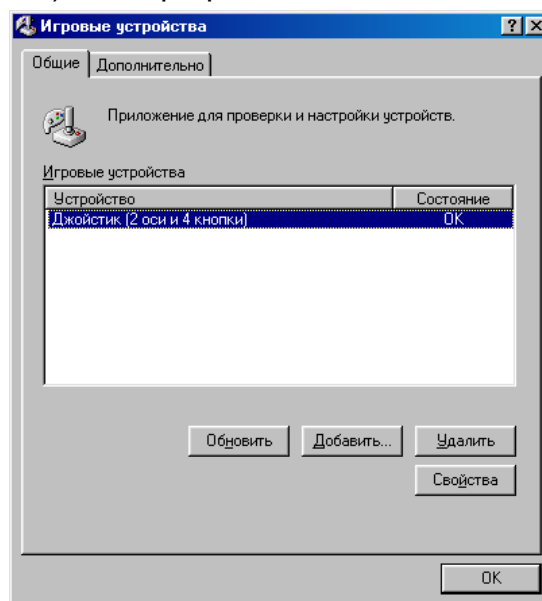 Игровые устройства
Общие Дополнительно
Приложение для проверки и настройки устройств.
Игровые устройства
Устройство Состояние
Джойстик (2 оси и 4 кнопки) OK
Обновить Добавить... Удалить
Свойства
OK